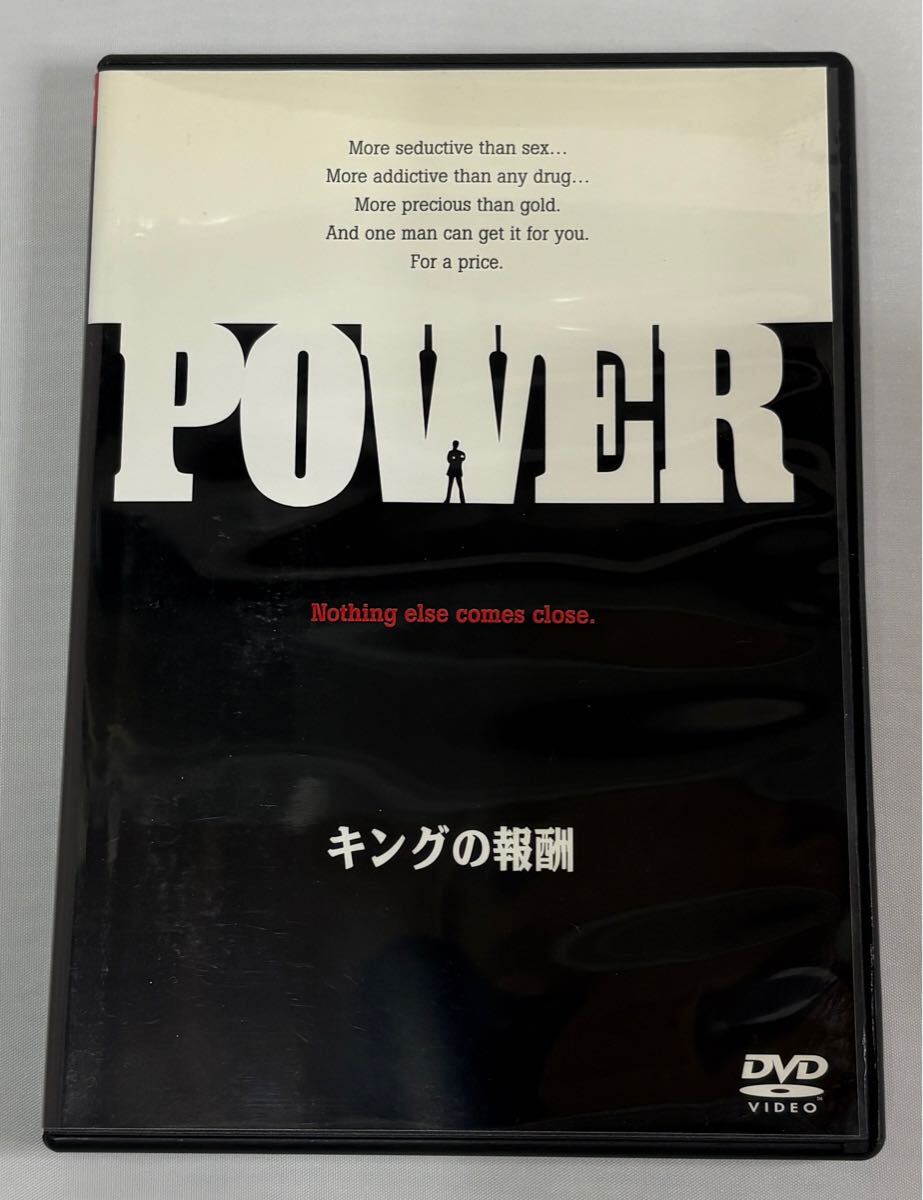 More seductive than sex...
More addictive than any drug...
More precious than gold.
And one man can get it for you.
For a price.
POWER
Nothing else comes close.
キングの報酬
DVD
VIDEO
TM